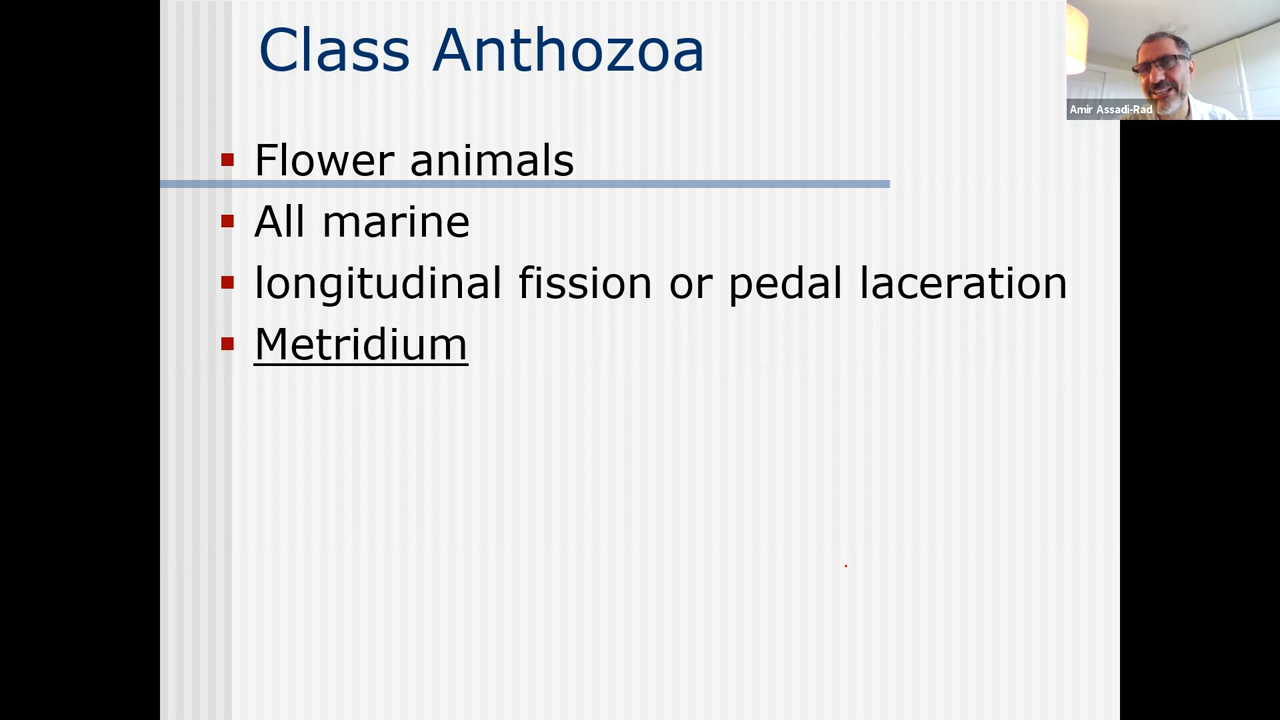 Class Anthozoa
Amir Assadi-Rad
Flower animals
All marine
longitudinal fission or pedal laceration
Metridium